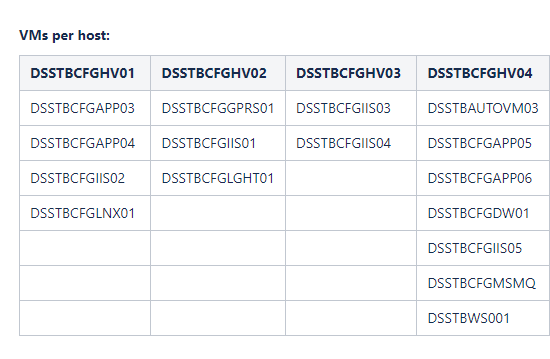 VMs per host:
DSSTBCFGHV01 DSSTBCFGHV02 DSSTBCFGHV03 DSSTBCFGHV04
DSSTBCFGAPP03 DSSTBCFGGPRS01 DSSTBCFGIIS03 DSSTBAUTOVM03
DSSTBCFGAPP04 DSSTBCFGIIS01 DSSTBCFGIIS04 DSSTBCFGAPP05
DSSTBCFGIIS02 DSSTBCFGLGHT01 DSSTBCFGAPP06
DSSTBCFGLNX01 DSSTBCFGDW01
DSSTBCFGIIS05
DSSTBCFGMSMQ
DSSTBWS001